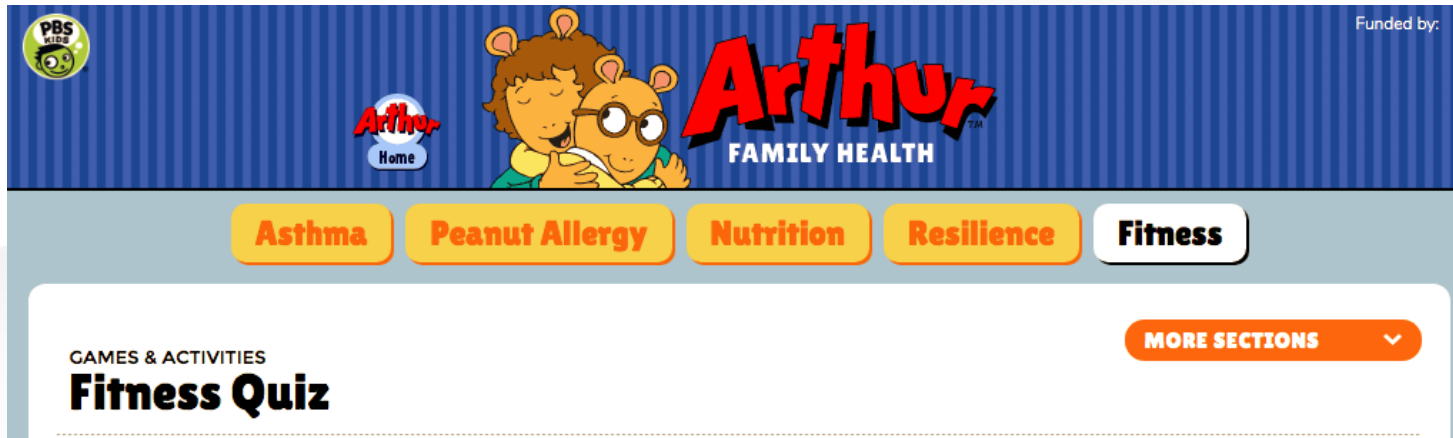 PBS
KIDS
Funded by:
Arthur
Home
Arthur™
FAMILY HEALTH
Asthma
Peanut Allergy
Nutrition
Resilience
Fitness
MORE SECTIONS
GAMES & ACTIVITIES
Fitness Quiz